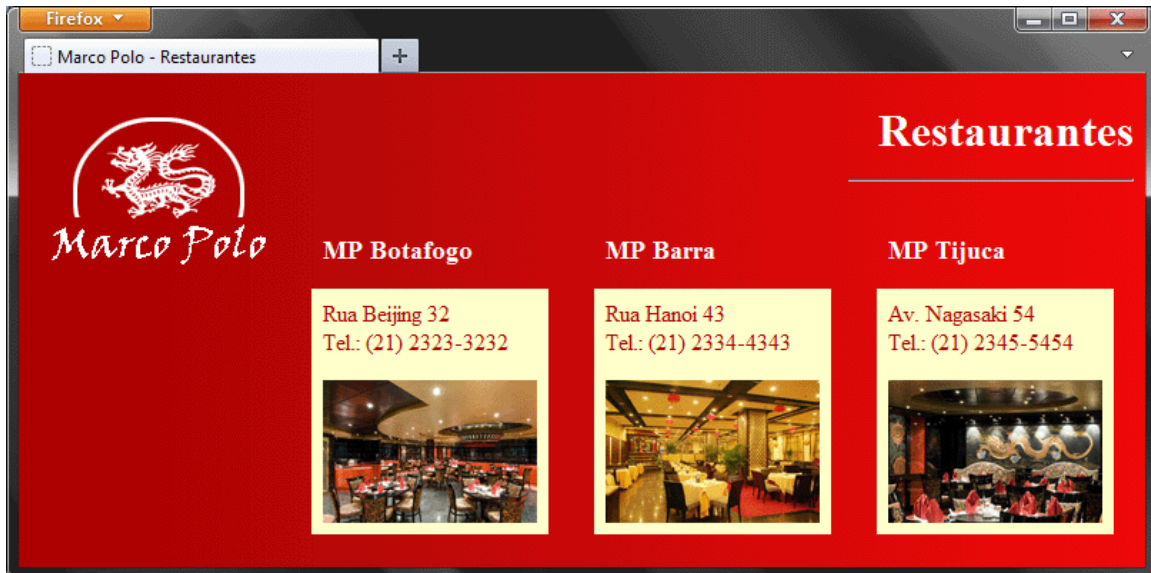 Firefox
Marco Polo - Restaurantes
Restaurantes
Marco Polo
MP Botafogo
Rua Beijing 32
Tel.: (21) 2323-3232
MP Barra
Rua Hanoi 43
Tel.: (21) 2334-4343
MP Tijuca
Av. Nagasaki 54
Tel.: (21) 2345-5454